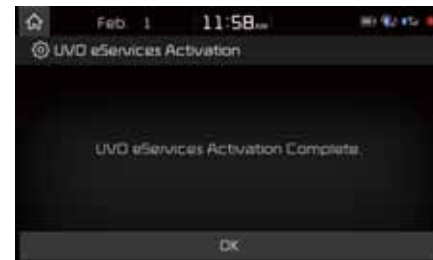 Feb. 1 11:58
UVO eServices Activation
UVO eServices Activation Complete.
OK